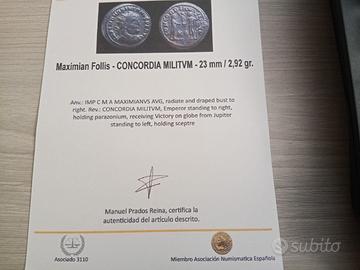 Maximian Follis - CONCORDIA MILITVM - 23 mm / 2,92 gr.
Anv.: IMP C M A MAXIMIANVS AVG, radiate and draped bust to
right. Rev.: CONCORDIA MILITVM, Emperor standing to right,
holding parazonium, receiving Victory on globe from Jupiter
standing to left, holding sceptre
Manuel Prados Reina, certifica la
autenticidad del artículo descrito.
Asociado 3110
Miembro Asociación Numismatica Española
subito